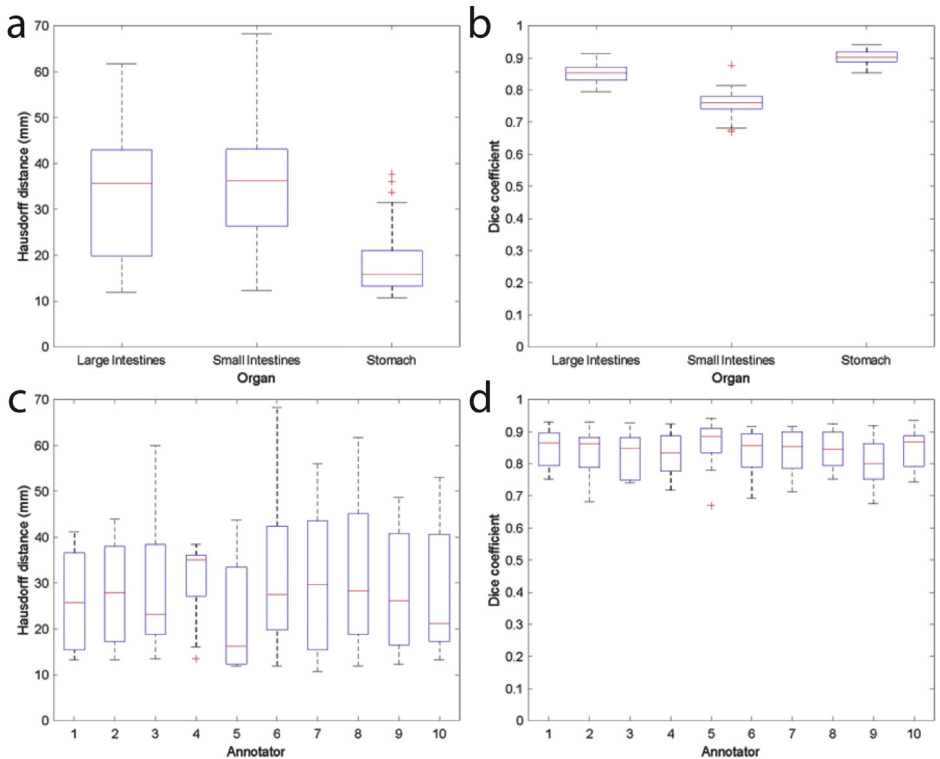 a
70
60
50
40
30
20
10
0
Hausdorff distance (mm)
Large Intestines Small Intestines Stomach
Organ
b
1
0.9
0.8
0.7
0.6
0.5
0.4
0.3
0.2
0.1
0
Dice coefficient
Large Intestines Small Intestines Stomach
Organ
c
70
60
50
40
30
20
10
0
Hausdorff distance (mm)
1 2 3 4 5 6 7 8 9 10
Annotator
d
1
0.9
0.8
0.7
0.6
0.5
0.4
0.3
0.2
0.1
0
Dice coefficient
1 2 3 4 5 6 7 8 9 10
Annotator